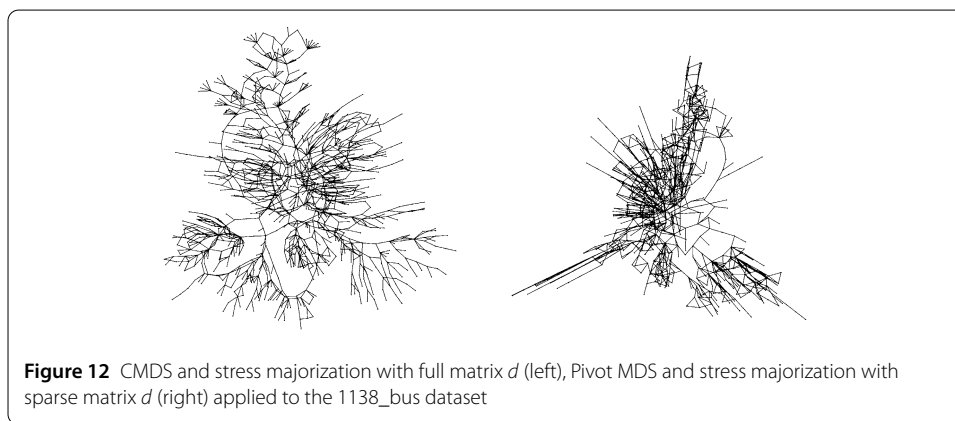 Figure 12 CMDS and stress majorization with full matrix d (left), Pivot MDS and stress majorization with
sparse matrix d (right) applied to the 1138_bus dataset